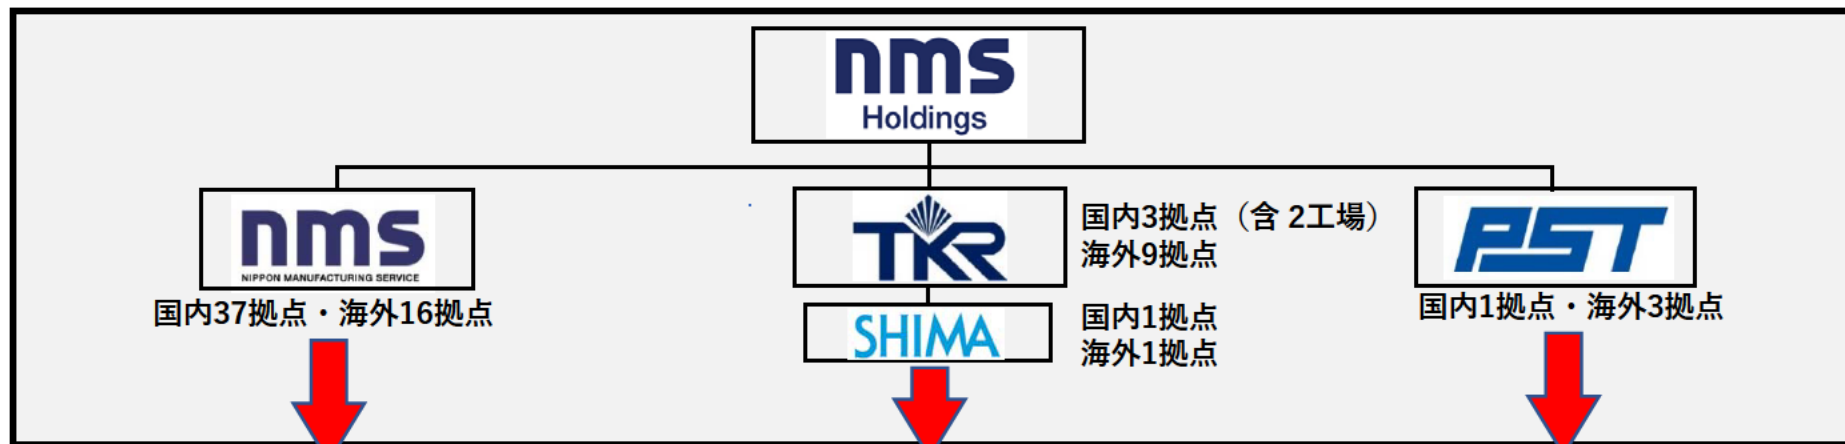 nms
Holdings
nms
NIPPON MANUFACTURING SERVICE
国内37拠点・海外16拠点
TKR
国内3拠点（含 2工場）
海外9拠点
SHIMA
国内1拠点
海外1拠点
PST
国内1拠点・海外3拠点